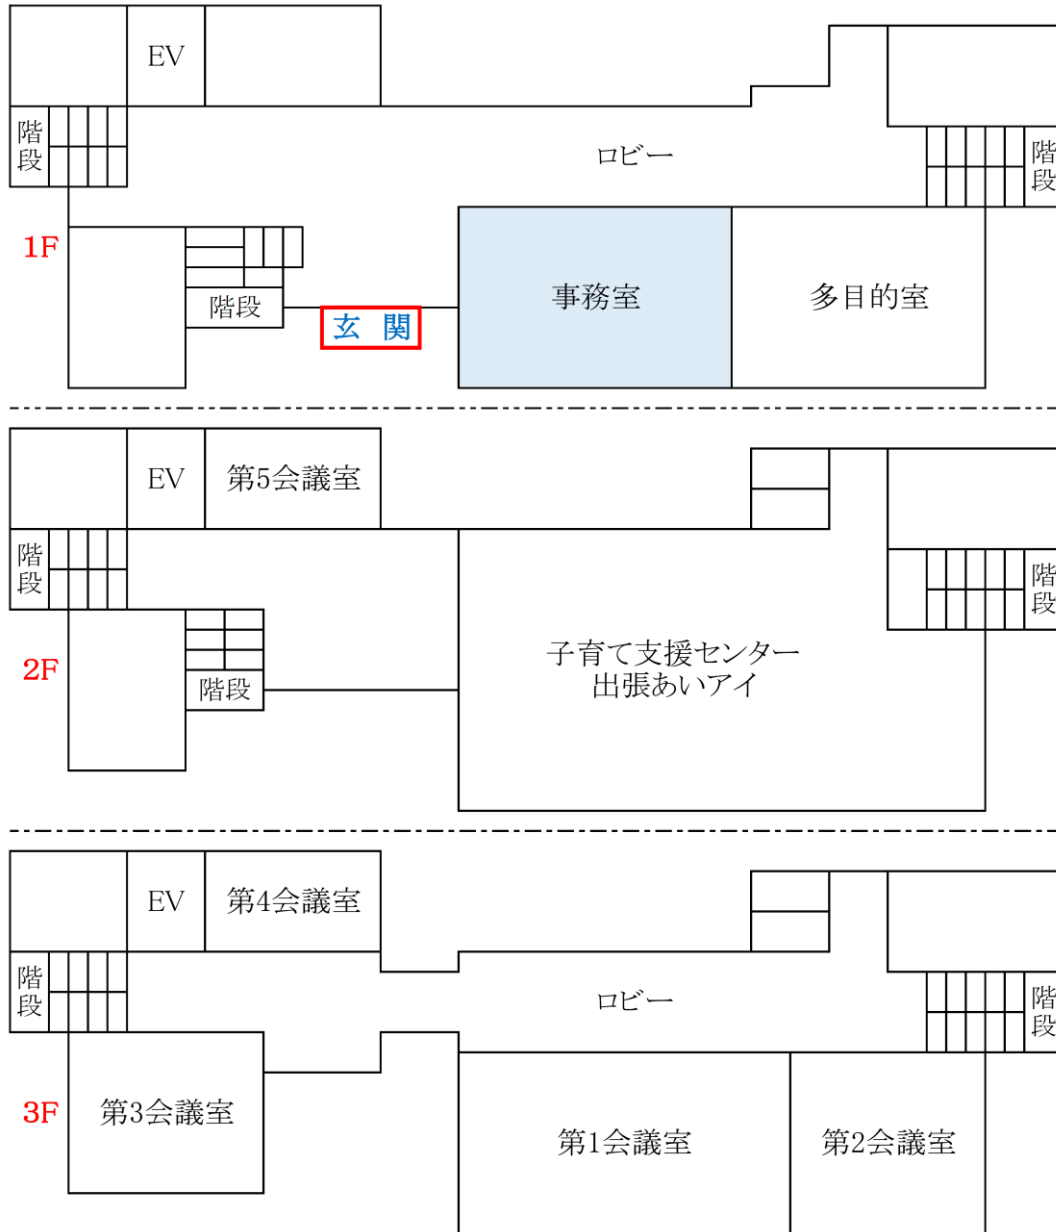 EV
階段
ロビー
階段
1F
階段
玄 関
事務室
多目的室
EV
第5会議室
階段
階段
2F
階段
子育て支援センター
出張あいアイ
EV
第4会議室
階段
ロビー
階段
3F
第3会議室
第1会議室
第2会議室